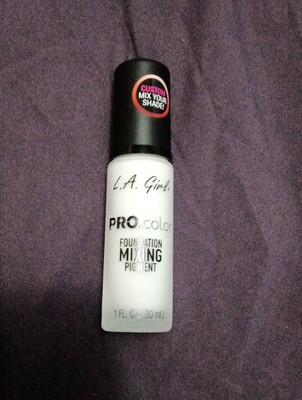 CUSTOM
MIX YOUR
SHADE!
L.A. Girl
PRO.color
FOUNDATION
MIXING
PIGMENT
1 FL. OZ (30 mL)